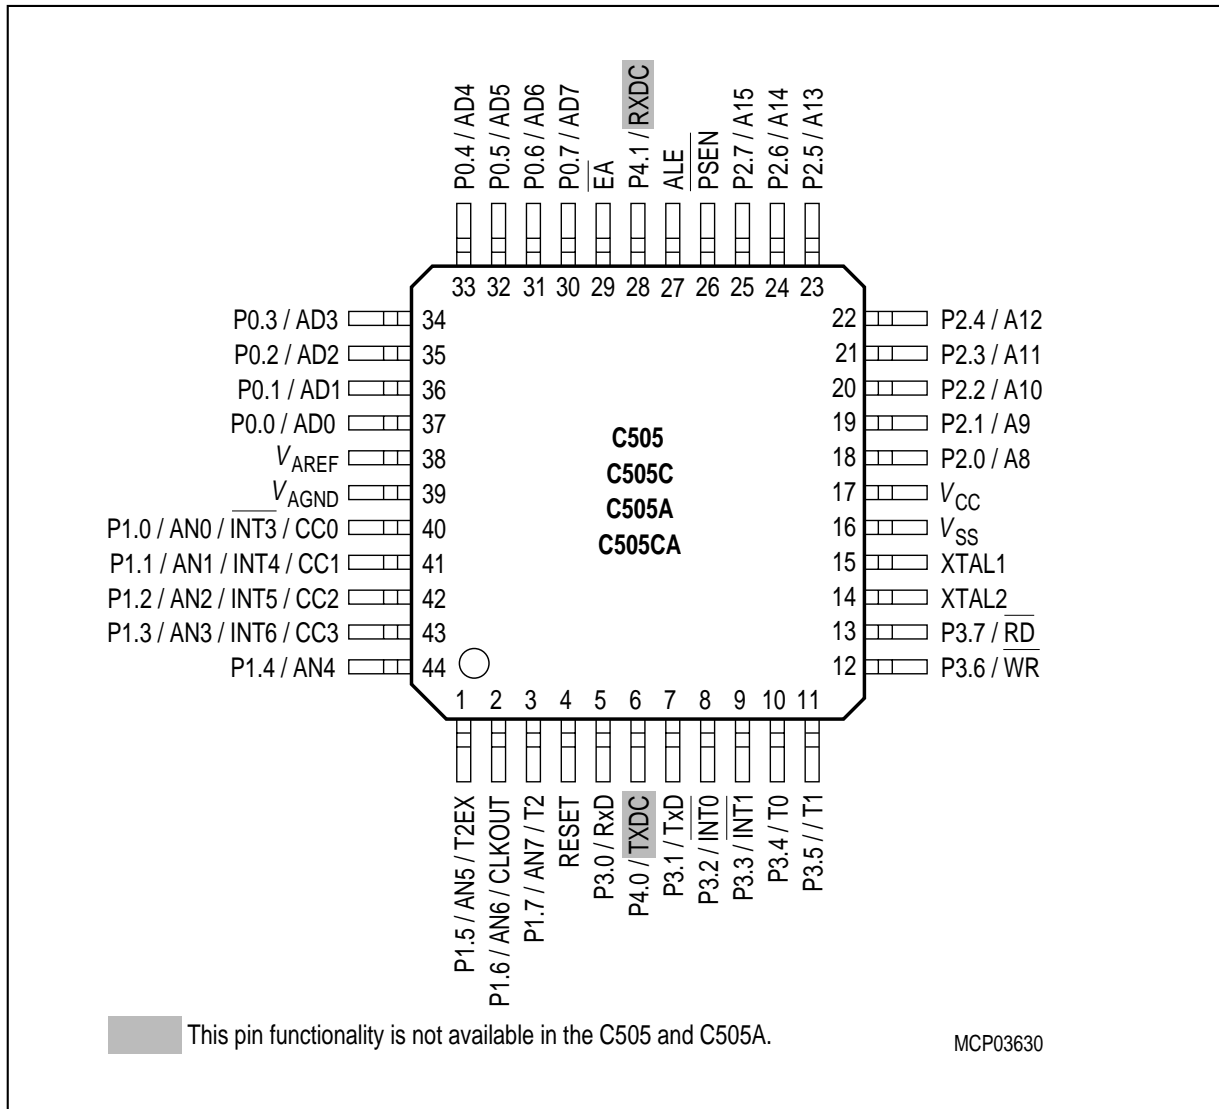 P0.4 / AD4
P0.5 / AD5
P0.6 / AD6
P0.7 / AD7
EA
P4.1 / RXDC
ALE
PSEN
P2.7 / A15
P2.6 / A14
P2.5 / A13
33 32 31 30 29 28 27 26 25 24 23
P0.3 / AD3 34
P0.2 / AD2 35
P0.1 / AD1 36
P0.0 / AD0 37
VAREF 38
VAGND 39
P1.0 / AN0 / INT3 / CC0 40
P1.1 / AN1 / INT4 / CC1 41
P1.2 / AN2 / INT5 / CC2 42
P1.3 / AN3 / INT6 / CC3 43
P1.4 / AN4 44
C505
C505C
C505A
C505CA
22 P2.4 / A12
21 P2.3 / A11
20 P2.2 / A10
19 P2.1 / A9
18 P2.0 / A8
17 VCC
16 VSS
15 XTAL1
14 XTAL2
13 P3.7 / RD
12 P3.6 / WR
1 2 3 4 5 6 7 8 9 10 11
P1.5 / AN5 / T2EX
P1.6 / AN6 / CLKOUT
P1.7 / AN7 / T2
RESET
P3.0 / RxD
P4.0 / TXDC
P3.1 / TxD
P3.2 / INT0
P3.3 / INT1
P3.4 / T0
P3.5 / / T1
This pin functionality is not available in the C505 and C505A.
MCP03630